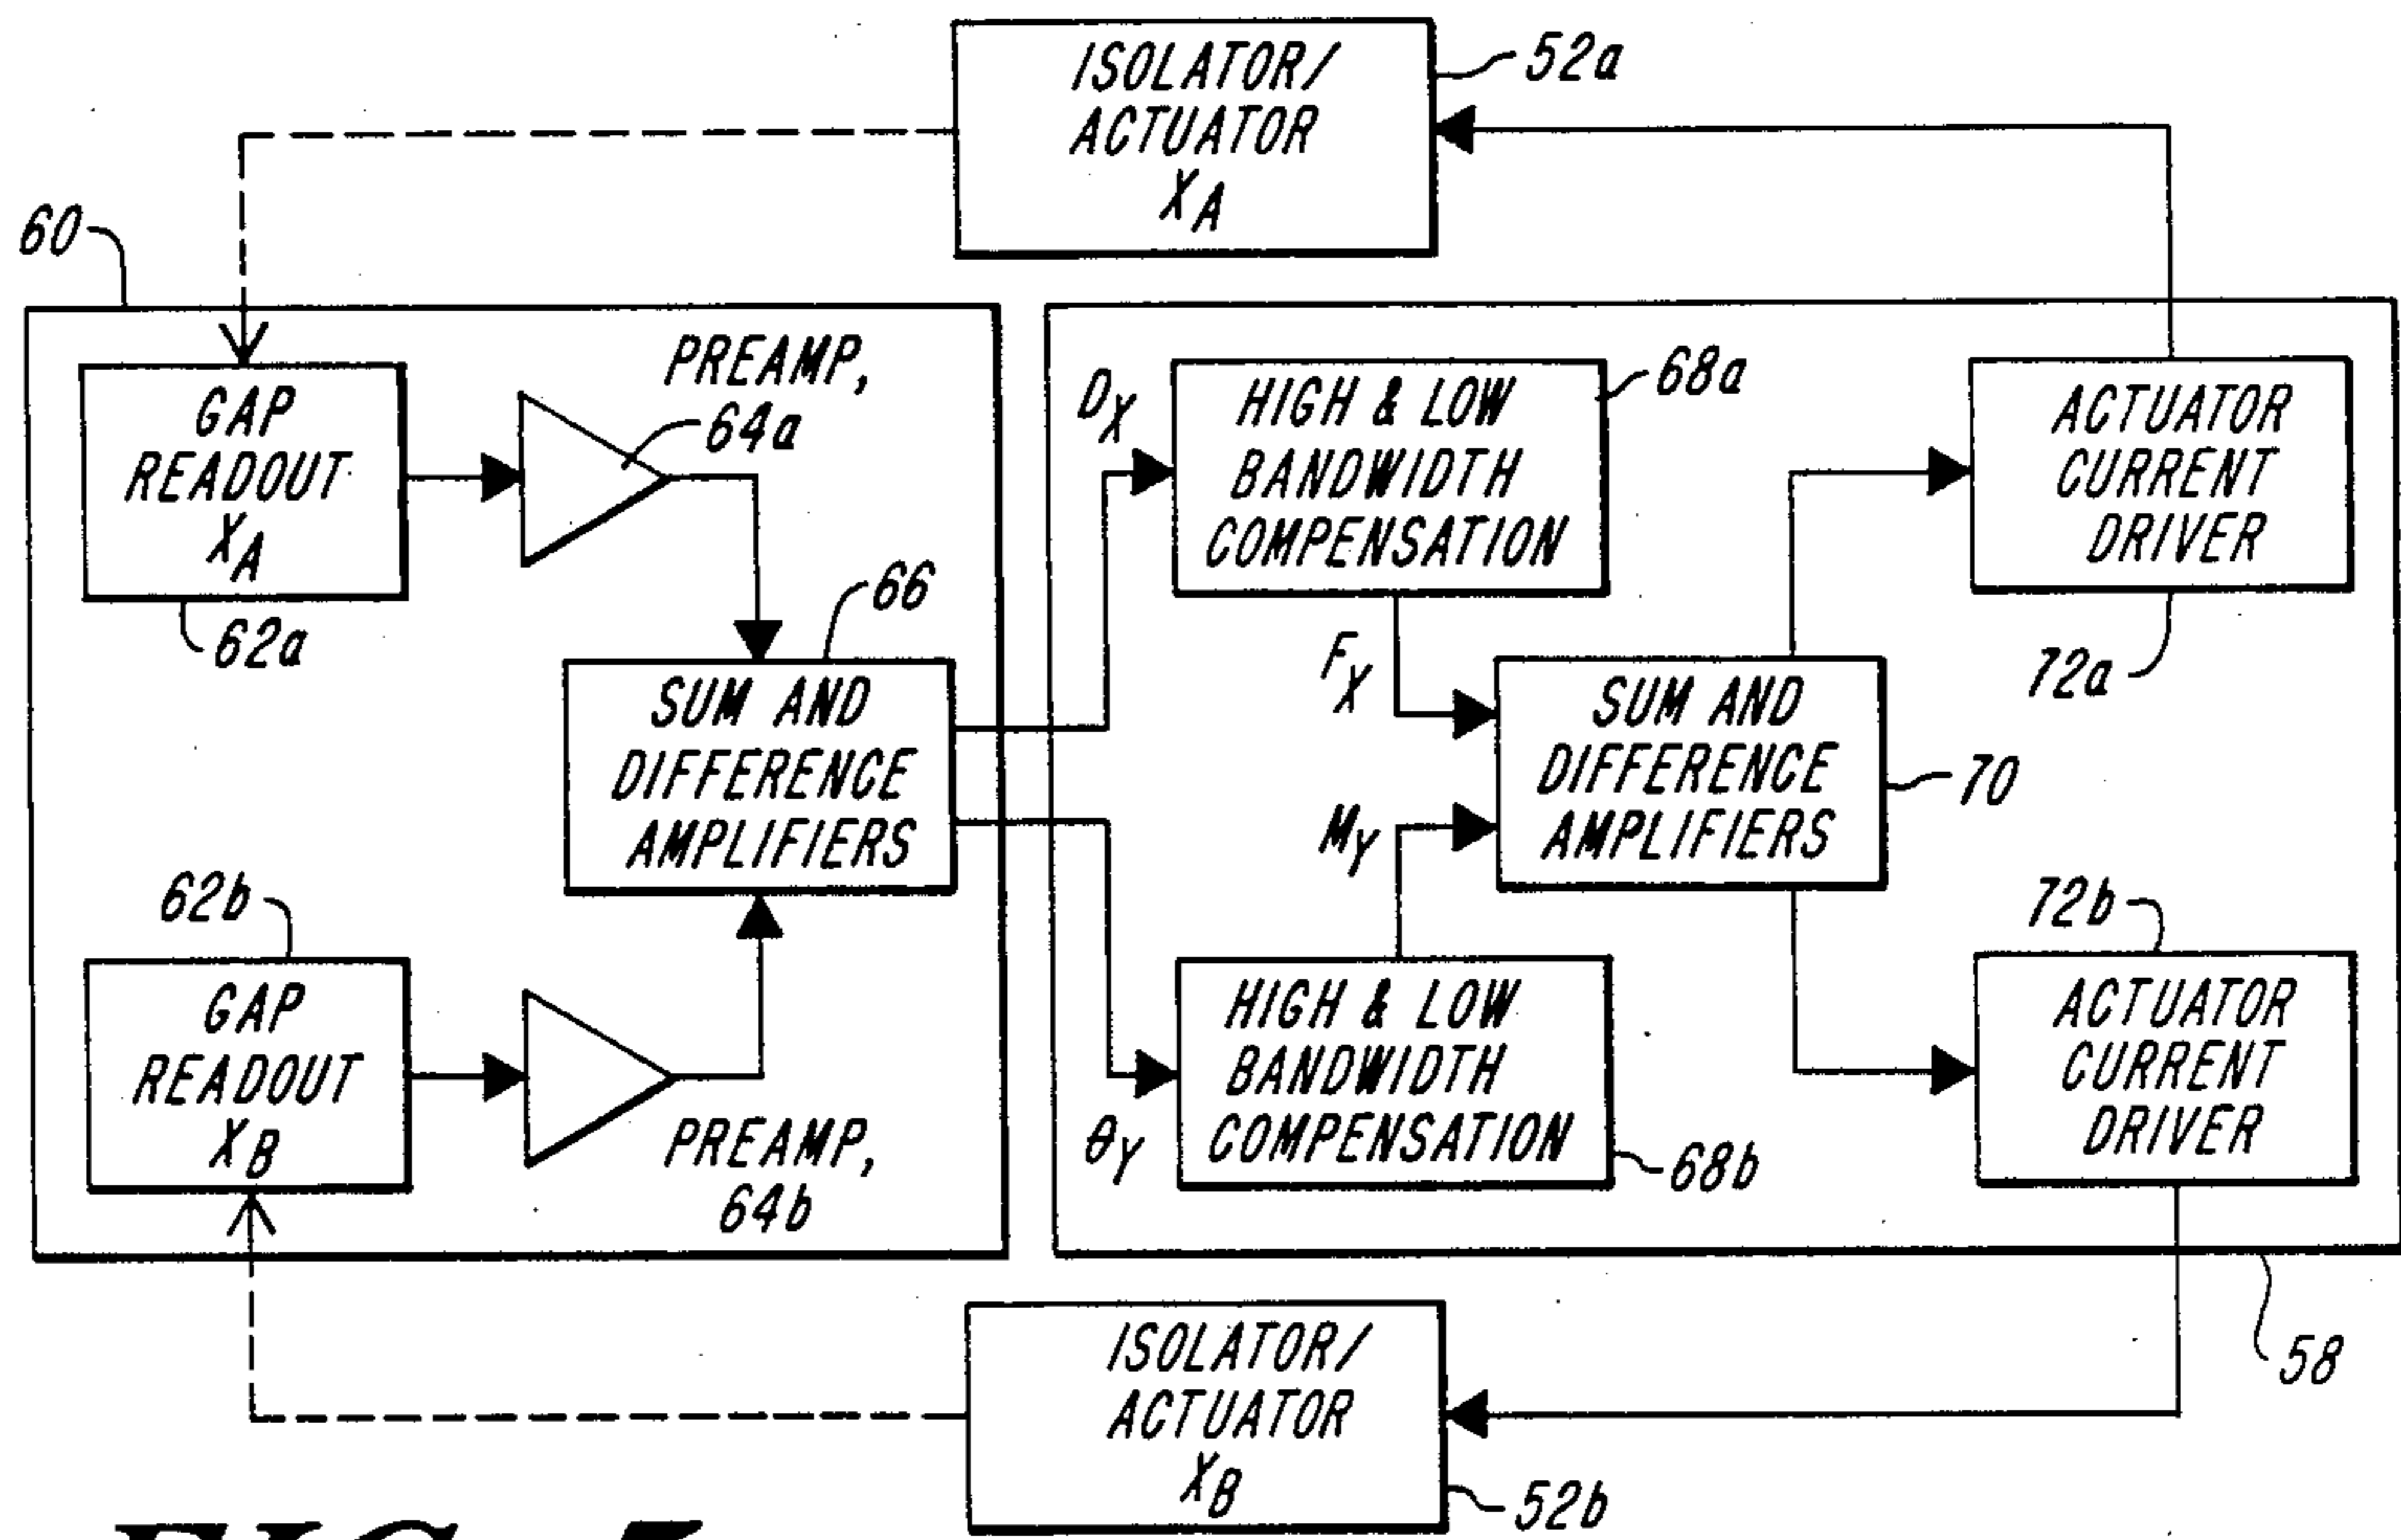 ISOLATOR/
ACTUATOR
XA
52a
60
GAP
READOUT
XA
62a
PREAMP,
64a
66
SUM AND
DIFFERENCE
AMPLIFIERS
62b
GAP
READOUT
XB
PREAMP,
64b
DX
HIGH & LOW
BANDWIDTH
COMPENSATION
68a
FX
MY
SUM AND
DIFFERENCE
AMPLIFIERS
70
θY
HIGH & LOW
BANDWIDTH
COMPENSATION
68b
ACTUATOR
CURRENT
DRIVER
72a
72b
ACTUATOR
CURRENT
DRIVER
58
ISOLATOR/
ACTUATOR
XB
52b